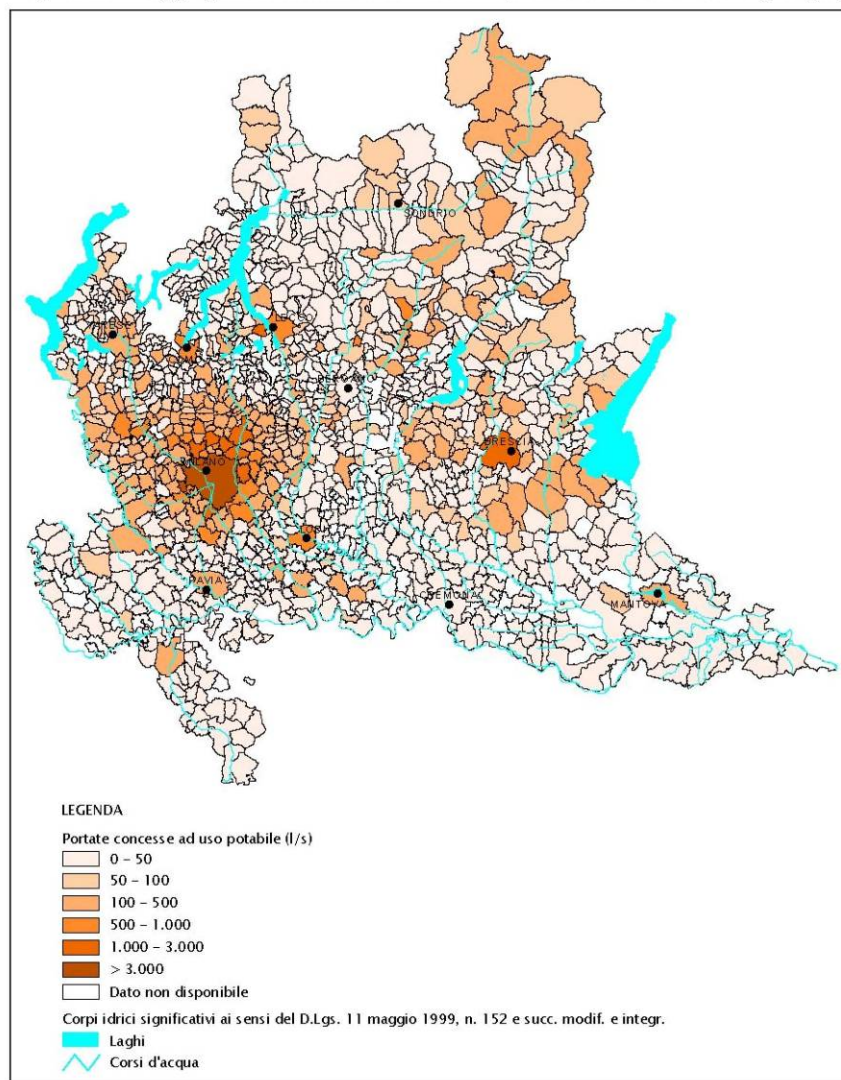 SONDRIO
BERGAMO
BRESCIA
MILANO
PAVIA
CREMONA
MANTOVA
LEGENDA
Portate concesse ad uso potabile (l/s)
0 – 50
50 – 100
100 – 500
500 – 1.000
1.000 – 3.000
> 3.000
Dato non disponibile
Corpi idrici significativi ai sensi del D.Lgs. 11 maggio 1999, n. 152 e succ. modif. e integr.
Laghi
Corsi d'acqua